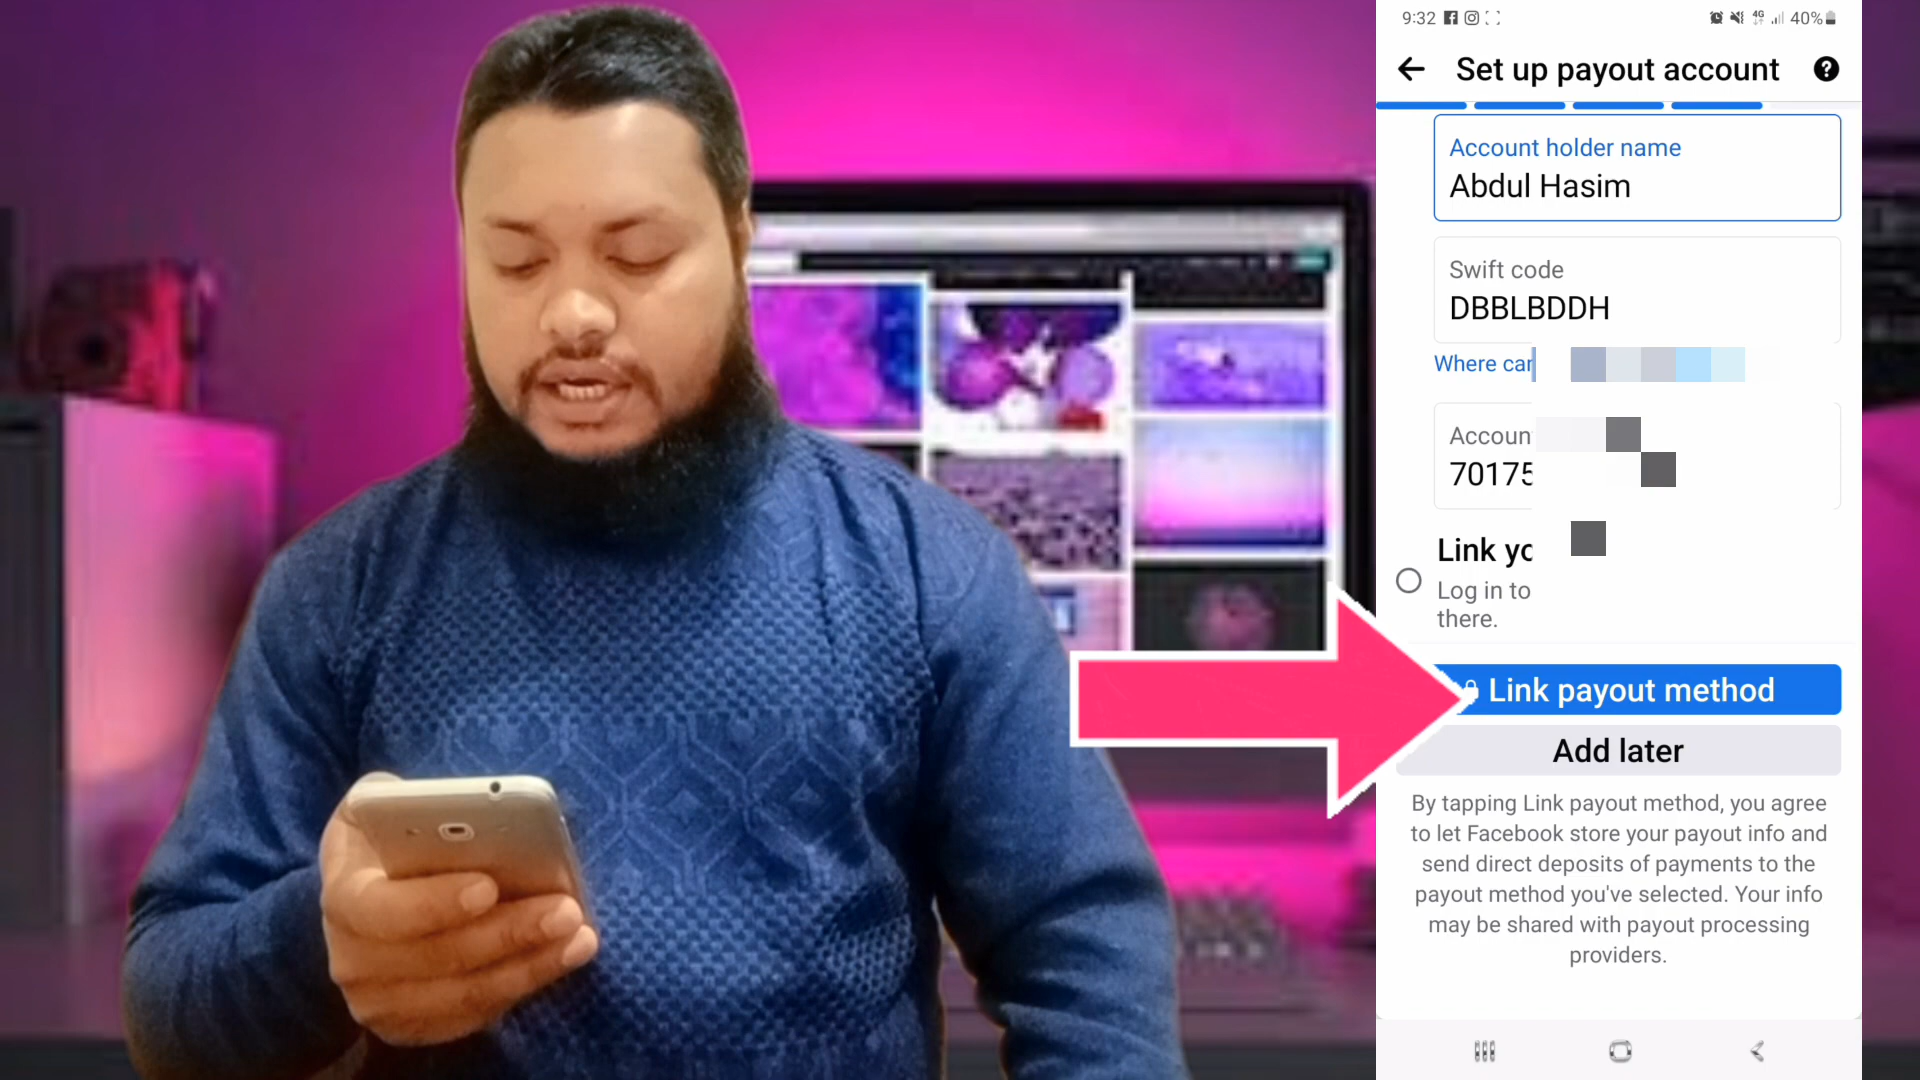 9:32
4G
40%
Set up payout account
Account holder name
Abdul Hasim
Swift code
DBBLBDDH
Where
70175
Link
Log in to
there.
Link payout method
Add later
By tapping Link payout method, you agree
to let Facebook store your payout info and
send direct deposits of payments to the
payout method you've selected. Your info
may be shared with payout processing
providers.